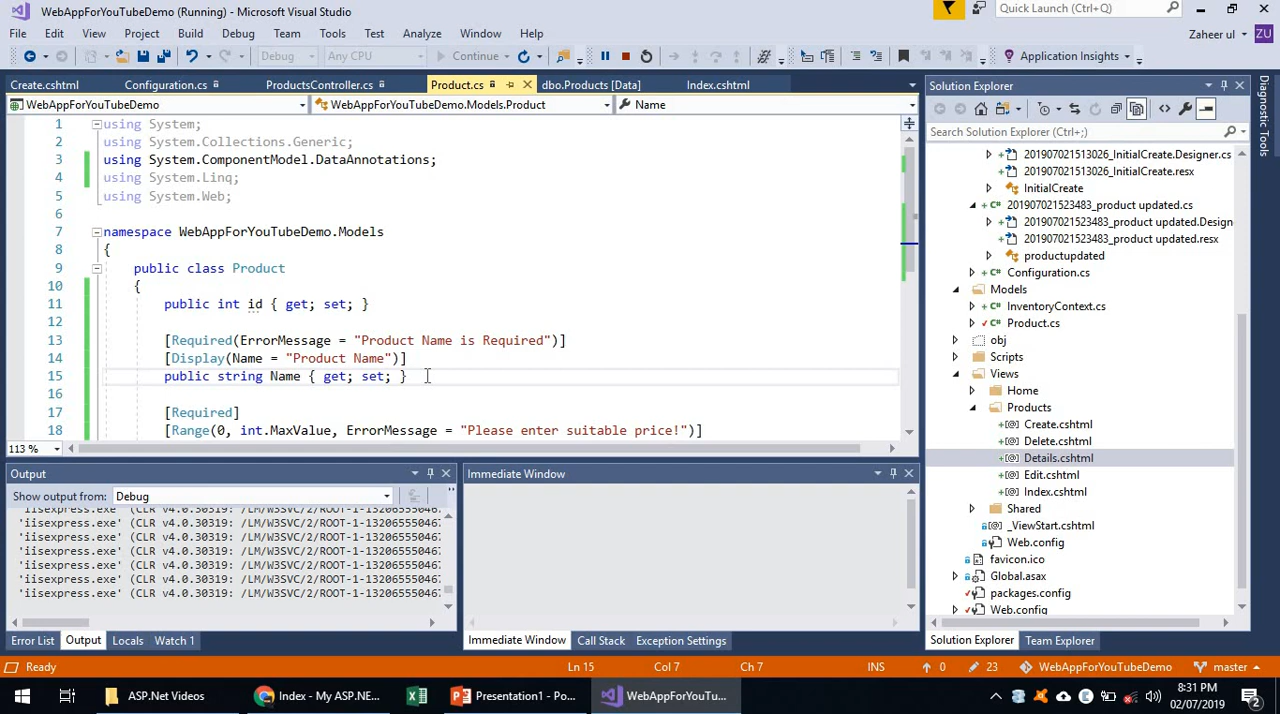 WebAppForYouTubeDemo (Running) - Microsoft Visual Studio
Quick Launch (Ctrl+;)
File Edit View Project Build Debug Team Tools Test Analyze Window Help
Zaheer ul ZU
Debug Any CPU Continue Application Insights
Create.cshtml Configuration.cs ProductsController.cs Product.cs dbo.Products [Data] Index.cshtml
WebAppForYouTubeDemo WebAppForYouTubeDemo.Models.Product Name
1 using System;
2 using System.Collections.Generic;
3 using System.ComponentModel.DataAnnotations;
4 using System.Linq;
5 using System.Web;
6
7 namespace WebAppForYouTubeDemo.Models
8 {
9 public class Product
10 {
11 public int id { get; set; }
12
13 [Required(ErrorMessage = "Product Name is Required")]
14 [Display(Name = "Product Name")]
15 public string Name { get; set; }
16
17 [Required]
18 [Range(0, int.MaxValue, ErrorMessage = "Please enter suitable price!")]
113 %
Solution Explorer
Search Solution Explorer (Ctrl+;)
201907021513026_InitialCreate.Designer.cs
201907021513026_InitialCreate.resx
InitialCreate
201907021523483_product updated.cs
201907021523483_product updated.Design
201907021523483_product updated.resx
productupdated
Configuration.cs
Models
InventoryContext.cs
Product.cs
obj
Scripts
Views
Home
Products
Create.cshtml
Delete.cshtml
Details.cshtml
Edit.cshtml
Index.cshtml
Shared
_ViewStart.cshtml
Web.config
favicon.ico
Global.asax
packages.config
Web.config
Solution Explorer Team Explorer
Diagnostic Tools
Output
Show output from: Debug
'iisexpress.exe' (CLR v4.0.30319: /LM/W3SVC/2/ROOT-1-13206555046
'iisexpress.exe' (CLR v4.0.30319: /LM/W3SVC/2/ROOT-1-13206555046
'iisexpress.exe' (CLR v4.0.30319: /LM/W3SVC/2/ROOT-1-13206555046
'iisexpress.exe' (CLR v4.0.30319: /LM/W3SVC/2/ROOT-1-13206555046
'iisexpress.exe' (CLR v4.0.30319: /LM/W3SVC/2/ROOT-1-13206555046
'iisexpress.exe' (CLR v4.0.30319: /LM/W3SVC/2/ROOT-1-13206555046
'iisexpress.exe' (CLR v4.0.30319: /LM/W3SVC/2/ROOT-1-13206555046
Error List Output Locals Watch 1
Immediate Window
Immediate Window Call Stack Exception Settings
Ready Ln 15 Col 7 Ch 7 INS 0 23 WebAppForYouTubeDemo master
ASP.Net Videos Index - My ASP.NE... Presentation1 - Po... WebAppForYouTu...
8:31 PM
02/07/2019
2